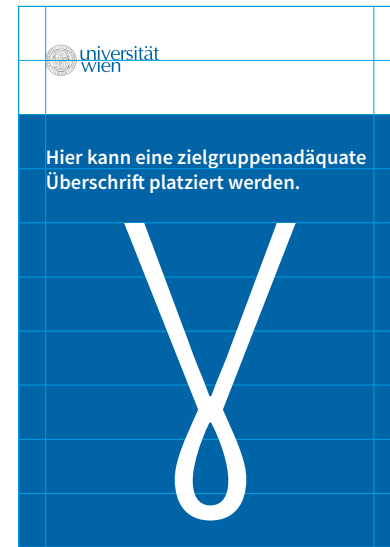 universität
wien
Hier kann eine zielgruppenadäquate
Überschrift platziert werden.
γ